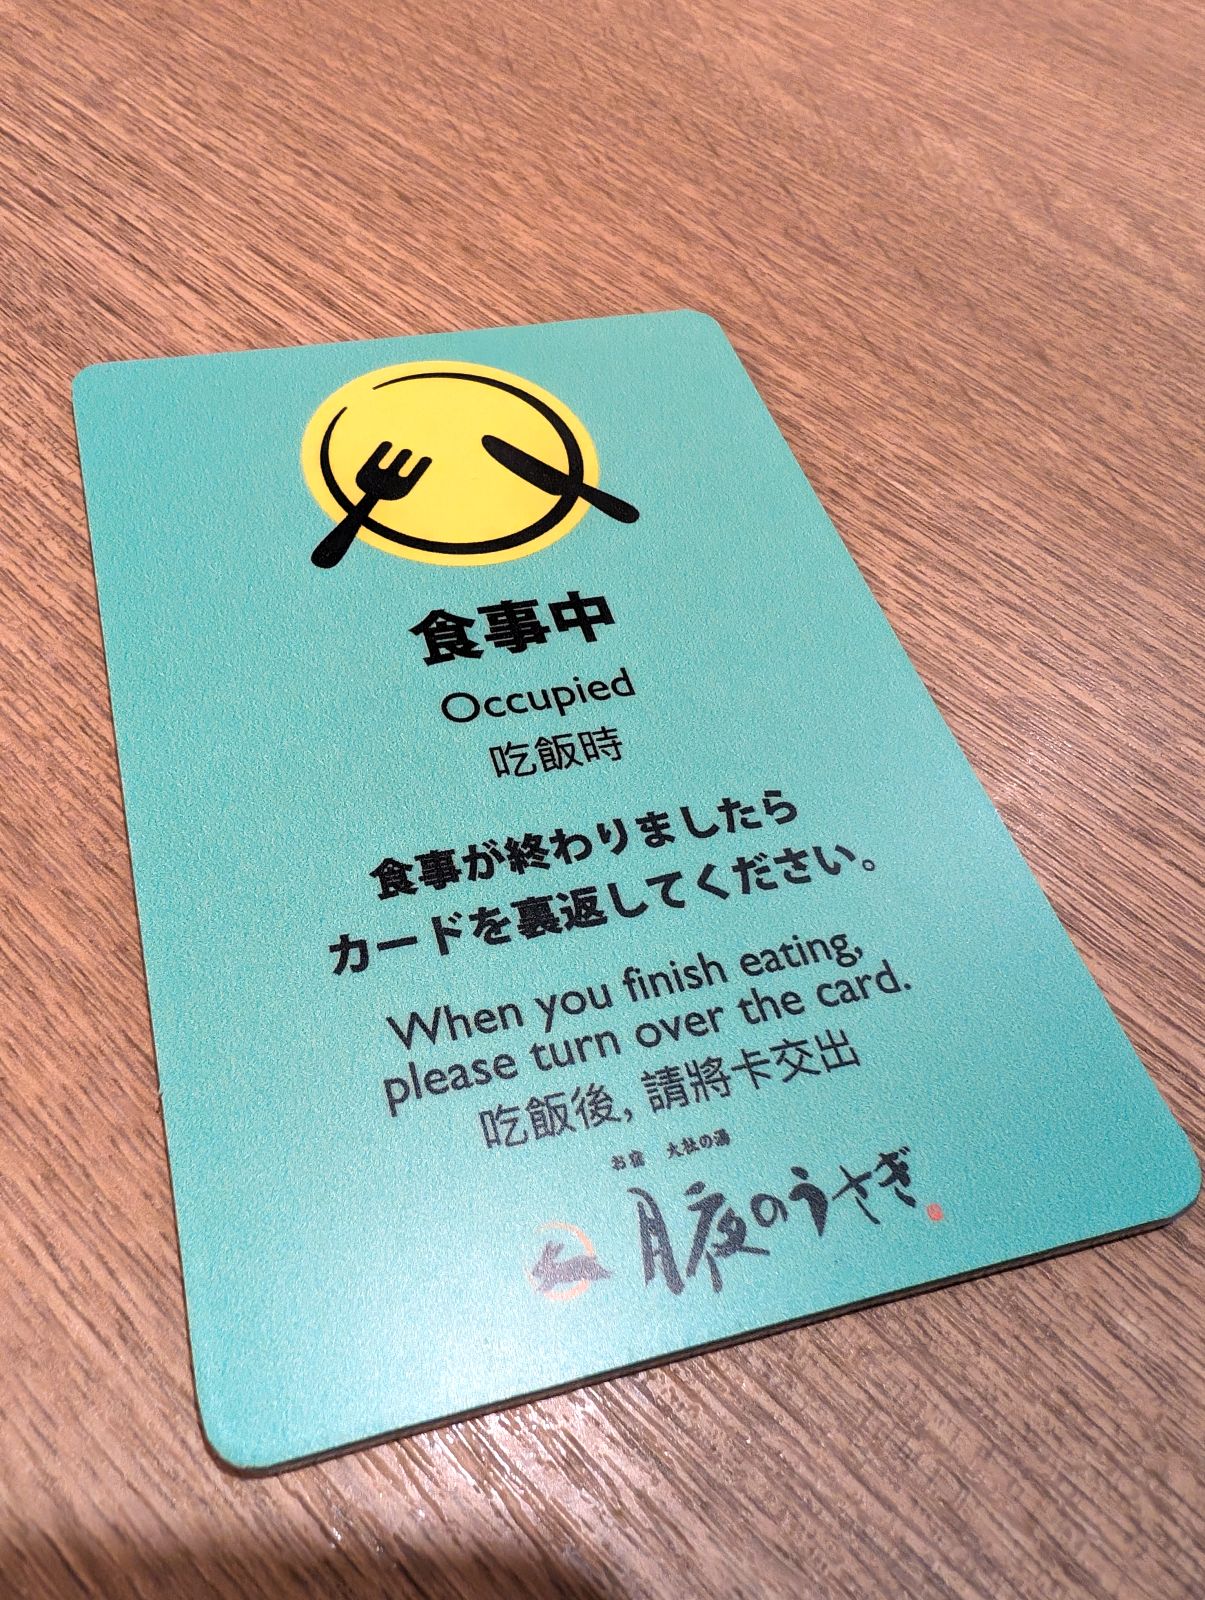 食事中
Occupied
吃飯時
食事が終わりましたら
カードを裏返してください。
When you finish eating,
please turn over the card.
吃飯後, 請將卡交出
お宿 大社の湯
月夜のうさぎ